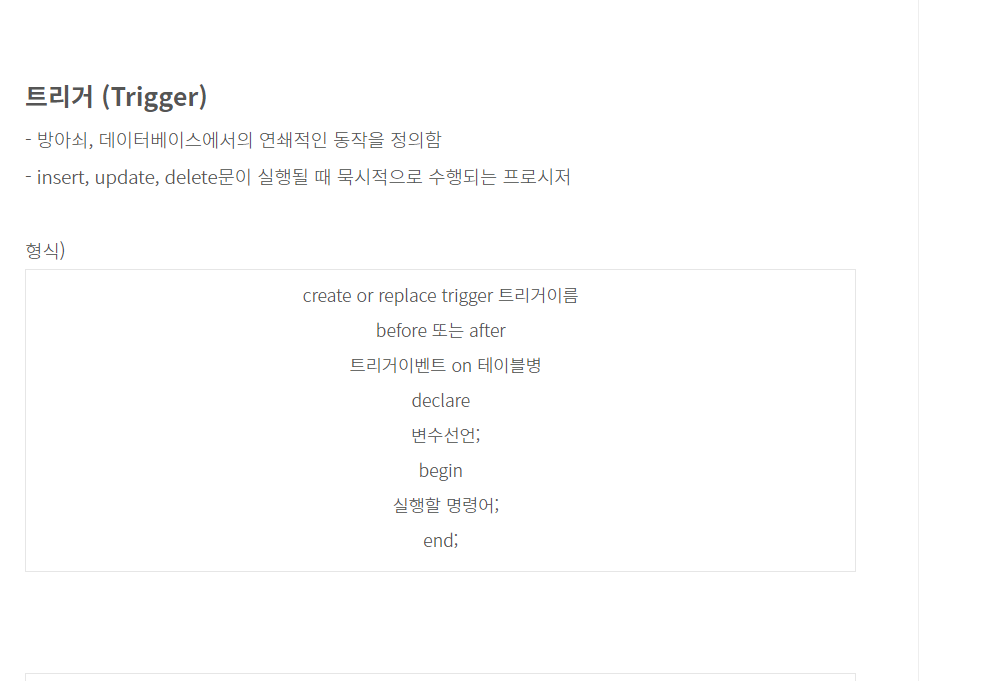 트리거 (Trigger)
- 방아쇠, 데이터베이스에서의 연쇄적인 동작을 정의함
- insert, update, delete문이 실행될 때 묵시적으로 수행되는 프로시저
형식)
create or replace trigger 트리거이름
before 또는 after
트리거이벤트 on 테이블병
declare
변수선언;
begin
실행할 명령어;
end;